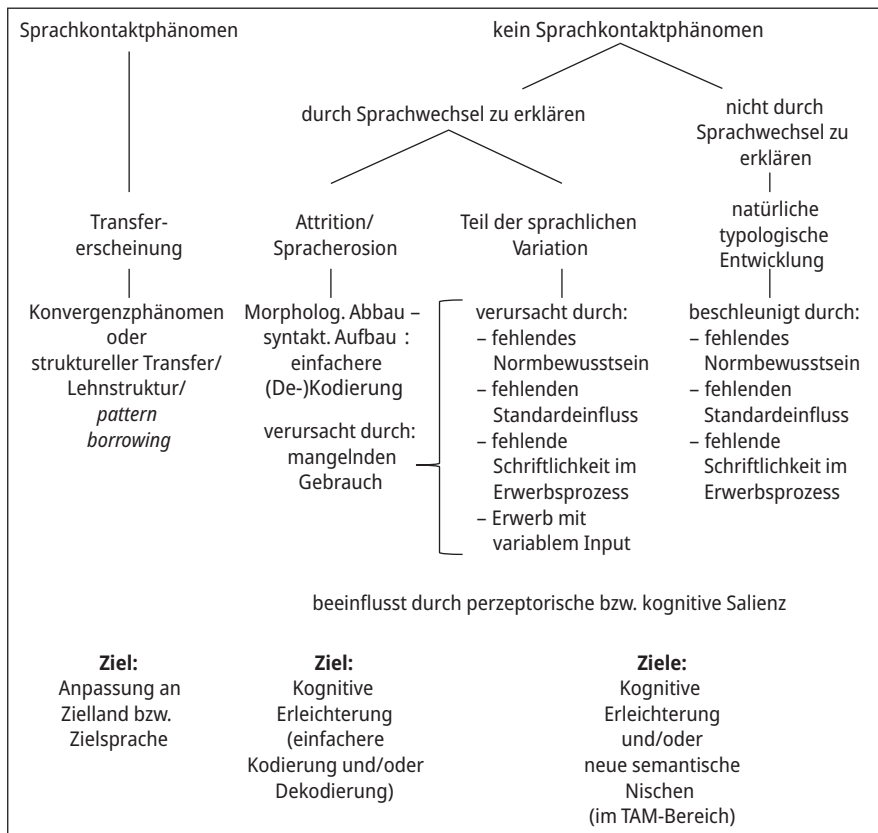 Sprachkontaktphänomen
kein Sprachkontaktphänomen
durch Sprachwechsel zu erklären
nicht durch
Sprachwechsel zu
erklären
Transfer-
erscheinung
Attrition/
Spracherosion
Teil der sprachlichen
Variation
natürliche
typologische
Entwicklung
Konvergenzphänomen
oder
struktureller Transfer/
Lehnstruktur/
pattern
borrowing
Morpholog. Abbau –
syntakt. Aufbau :
einfachere
(De-)Kodierung
verursacht durch:
mangelnden
Gebrauch
verursacht durch:
– fehlendes
Normbewusstsein
– fehlenden
Standardeinfluss
– fehlende
Schriftlichkeit im
Erwerbsprozess
– Erwerb mit
variablem Input
beschleunigt durch:
– fehlendes
Normbewusstsein
– fehlenden
Standardeinfluss
– fehlende
Schriftlichkeit im
Erwerbsprozess
beeinflusst durch perzeptorische bzw. kognitive Salienz
Ziel:
Anpassung an
Zielland bzw.
Zielsprache
Ziel:
Kognitive
Erleichterung
(einfachere
Kodierung und/oder
Dekodierung)
Ziele:
Kognitive
Erleichterung
und/oder
neue semantische
Nischen
(im TAM-Bereich)